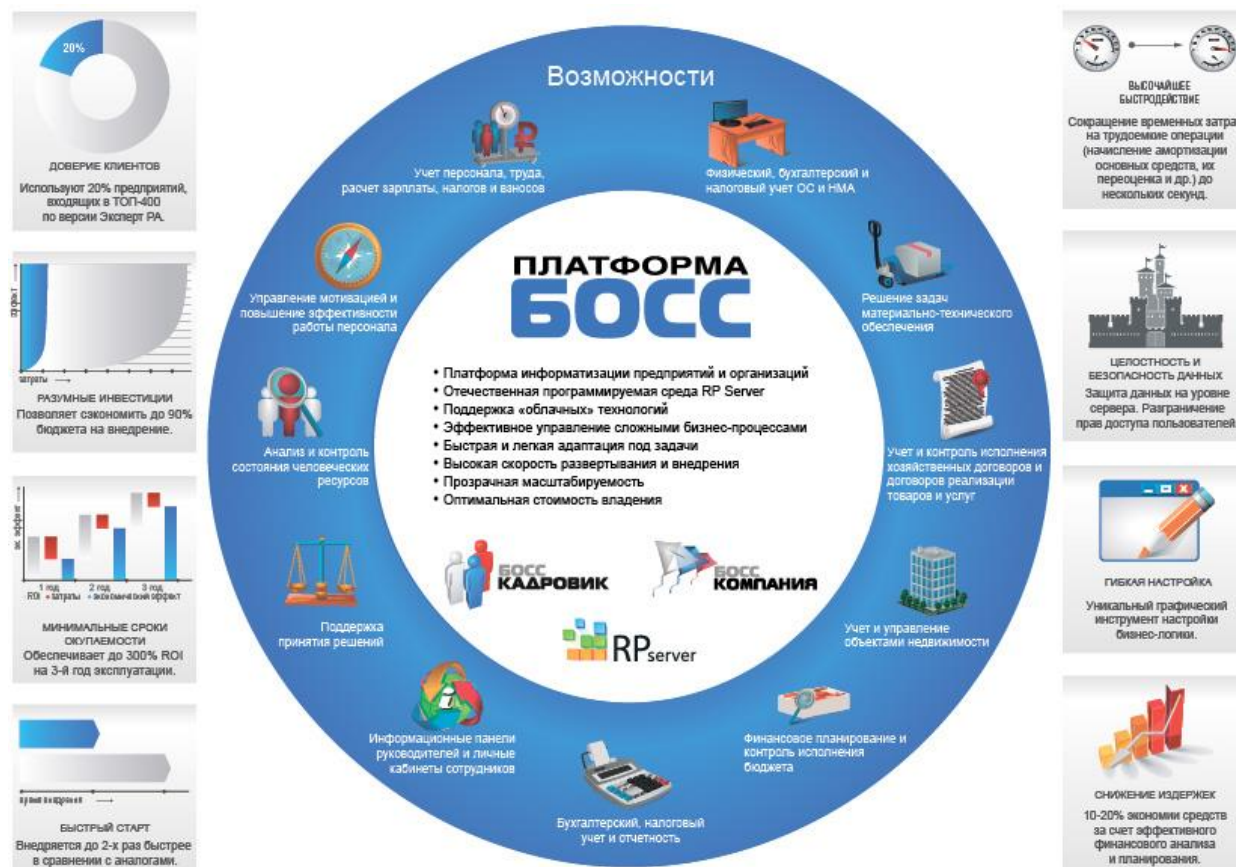 20%
ДОВЕРИЕ КЛИЕНТОВ
Используют 20% предприятий,
входящих в ТОП-400
по версии Эксперт РА.
эффект
затраты
РАЗУМНЫЕ ИНВЕСТИЦИИ
Позволяет сэкономить до 90%
бюджета на внедрение.
эк. эффект
1 год 2 год 3 год
ROI затраты экономический эффект
МИНИМАЛЬНЫЕ СРОКИ
ОКУПАЕМОСТИ
Обеспечивает до 300% ROI
на 3-й год эксплуатации.
время внедрения
БЫСТРЫЙ СТАРТ
Внедряется до 2-х раз быстрее
в сравнении с аналогами.
Возможности
Учет персонала, труда,
расчет зарплаты, налогов и взносов
Физический, бухгалтерский и
налоговый учет ОС и НМА
Управление мотивацией и
повышение эффективности
работы персонала
Решение задач
материально-технического
обеспечения
Анализ и контроль
состояния человеческих
ресурсов
Учет и контроль исполнения
хозяйственных договоров и
договоров реализации
товаров и услуг
Поддержка
принятия решений
Учет и управление
объектами недвижимости
Информационные панели
руководителей и личные
кабинеты сотрудников
Финансовое планирование и
контроль исполнения
бюджета
Бухгалтерский, налоговый
учет и отчетность
ПЛАТФОРМА
БОСС
• Платформа информатизации предприятий и организаций
• Отечественная программируемая среда RP Server
• Поддержка «облачных» технологий
• Эффективное управление сложными бизнес-процессами
• Быстрая и легкая адаптация под задачи
• Высокая скорость развертывания и внедрения
• Прозрачная масштабируемость
• Оптимальная стоимость владения
БОСС
КАДРОВИК
БОСС
КОМПАНИЯ
RP server
ВЫСОЧАЙШЕЕ
БЫСТРОДЕЙСТВИЕ
Сокращение временных затра
на трудоемкие операции
(начисление амортизации
основных средств, их
переоценка и др.) до
нескольких секунд.
ЦЕЛОСТНОСТЬ И
БЕЗОПАСНОСТЬ ДАННЫХ
Защита данных на уровне
сервера. Разграничение
прав доступа пользователей
ГИБКАЯ НАСТРОЙКА
Уникальный графический
инструмент настройки
бизнес-логики.
СНИЖЕНИЕ ИЗДЕРЖЕК
10-20% экономии средств
за счет эффективного
финансового анализа
и планирования.